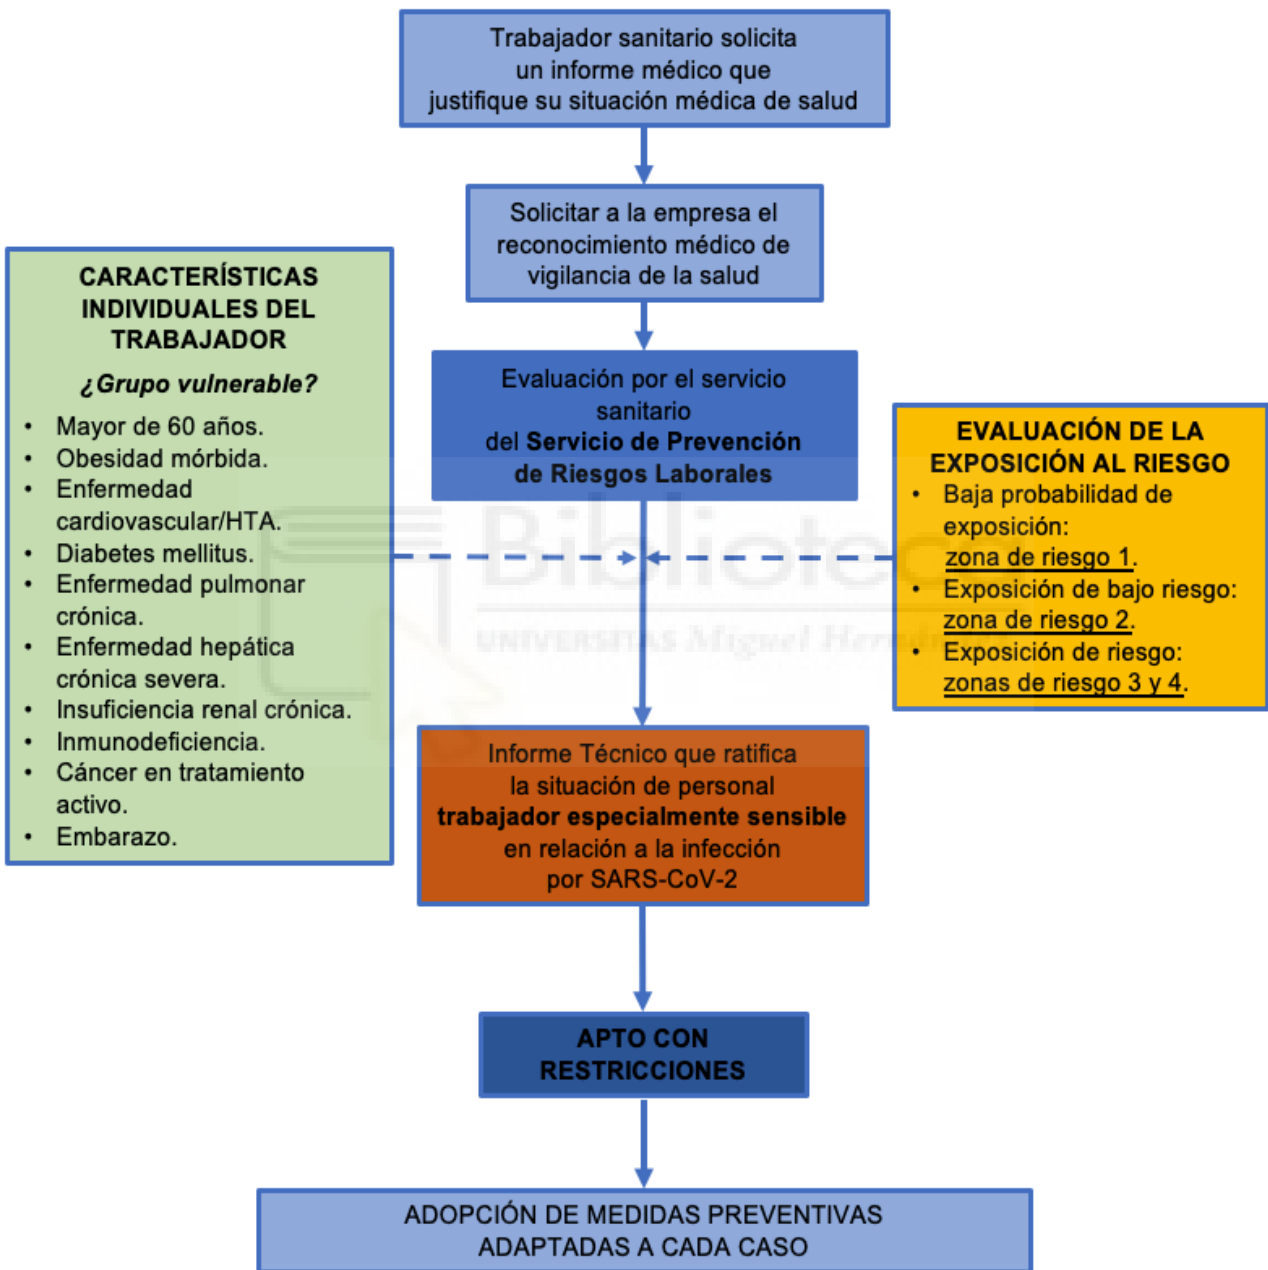 Trabajador sanitario solicita
un informe médico que
justifique su situación médica de salud
Solicitar a la empresa el
reconocimiento médico de
vigilancia de la salud
CARACTERÍSTICAS
INDIVIDUALES DEL
TRABAJADOR
¿Grupo vulnerable?
• Mayor de 60 años.
• Obesidad mórbida.
• Enfermedad
cardiovascular/HTA.
• Diabetes mellitus.
• Enfermedad pulmonar
crónica.
• Enfermedad hepática
crónica severa.
• Insuficiencia renal crónica.
• Inmunodeficiencia.
• Cáncer en tratamiento
activo.
• Embarazo.
Evaluación por el servicio
sanitario
del Servicio de Prevención
de Riesgos Laborales
EVALUACIÓN DE LA
EXPOSICIÓN AL RIESGO
• Baja probabilidad de
exposición:
zona de riesgo 1.
• Exposición de bajo riesgo:
zona de riesgo 2.
• Exposición de riesgo:
zonas de riesgo 3 y 4.
Biblioteca
UNIVERSITAS Miguel Hernández
Informe Técnico que ratifica
la situación de personal
trabajador especialmente sensible
en relación a la infección
por SARS-CoV-2
APTO CON
RESTRICCIONES
ADOPCIÓN DE MEDIDAS PREVENTIVAS
ADAPTADAS A CADA CASO